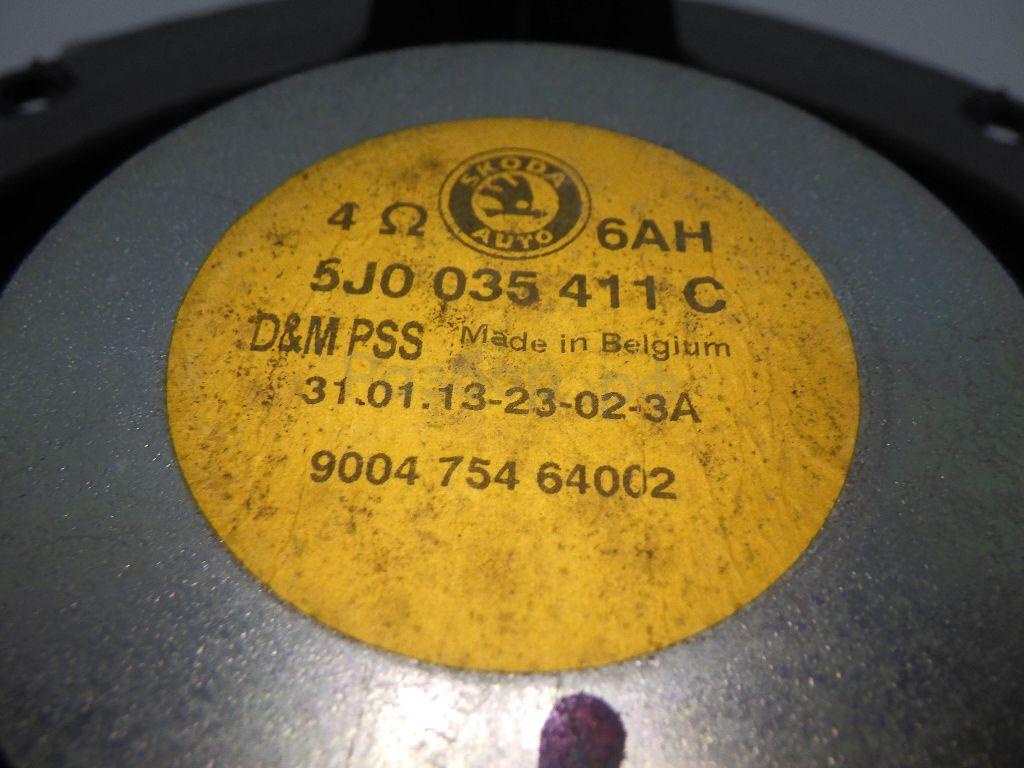 SKODA
AUTO
4 Ω 6AH
5J0 035 411 C
D&M PSS Made in Belgium
31.01.13-23-02-3A
9004 754 64002